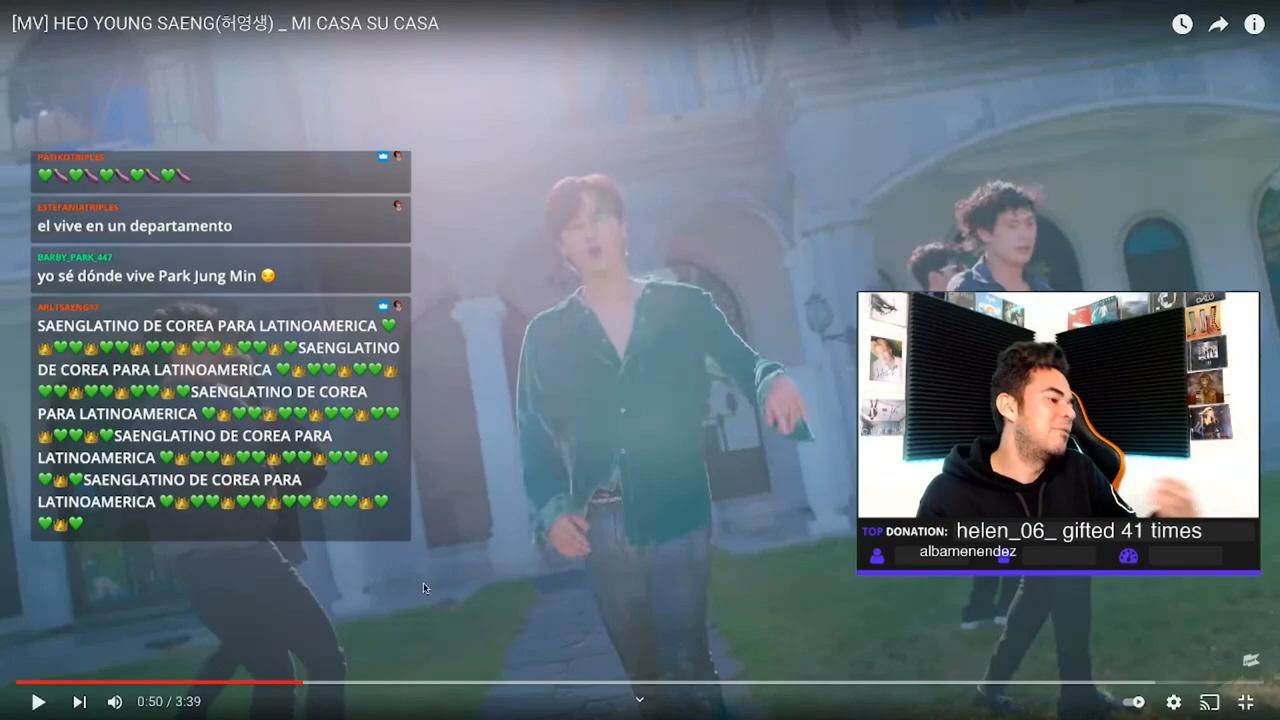 [MV] HEO YOUNG SAENG(허영생) _ MI CASA SU CASA
PATIKOTRIPLES
💚🍆💚🍆💚🍆💚🍆💚🍆
ESTEFANIATRIPLES
el vive en un departamento
BARBY_PARK_447
yo sé dónde vive Park Jung Min 😏
ARLTSAENG17
SAENGLATINO DE COREA PARA LATINOAMERICA 💚
👑💚💚👑💚💚👑💚💚👑💚💚👑💚💚👑💚SAENGLATINO
DE COREA PARA LATINOAMERICA 💚👑💚💚👑💚💚👑
💚💚👑💚💚👑💚💚👑💚SAENGLATINO DE COREA
PARA LATINOAMERICA 💚👑💚💚👑💚💚👑💚💚👑💚💚
👑💚💚👑💚SAENGLATINO DE COREA PARA
LATINOAMERICA 💚👑💚💚👑💚💚👑💚💚👑💚💚👑💚
💚👑💚SAENGLATINO DE COREA PARA
LATINOAMERICA 💚👑💚💚👑💚💚👑💚💚👑💚💚👑💚
💚👑💚
TOP DONATION: helen_06_ gifted 41 times
albamenendez
0:50 / 3:39